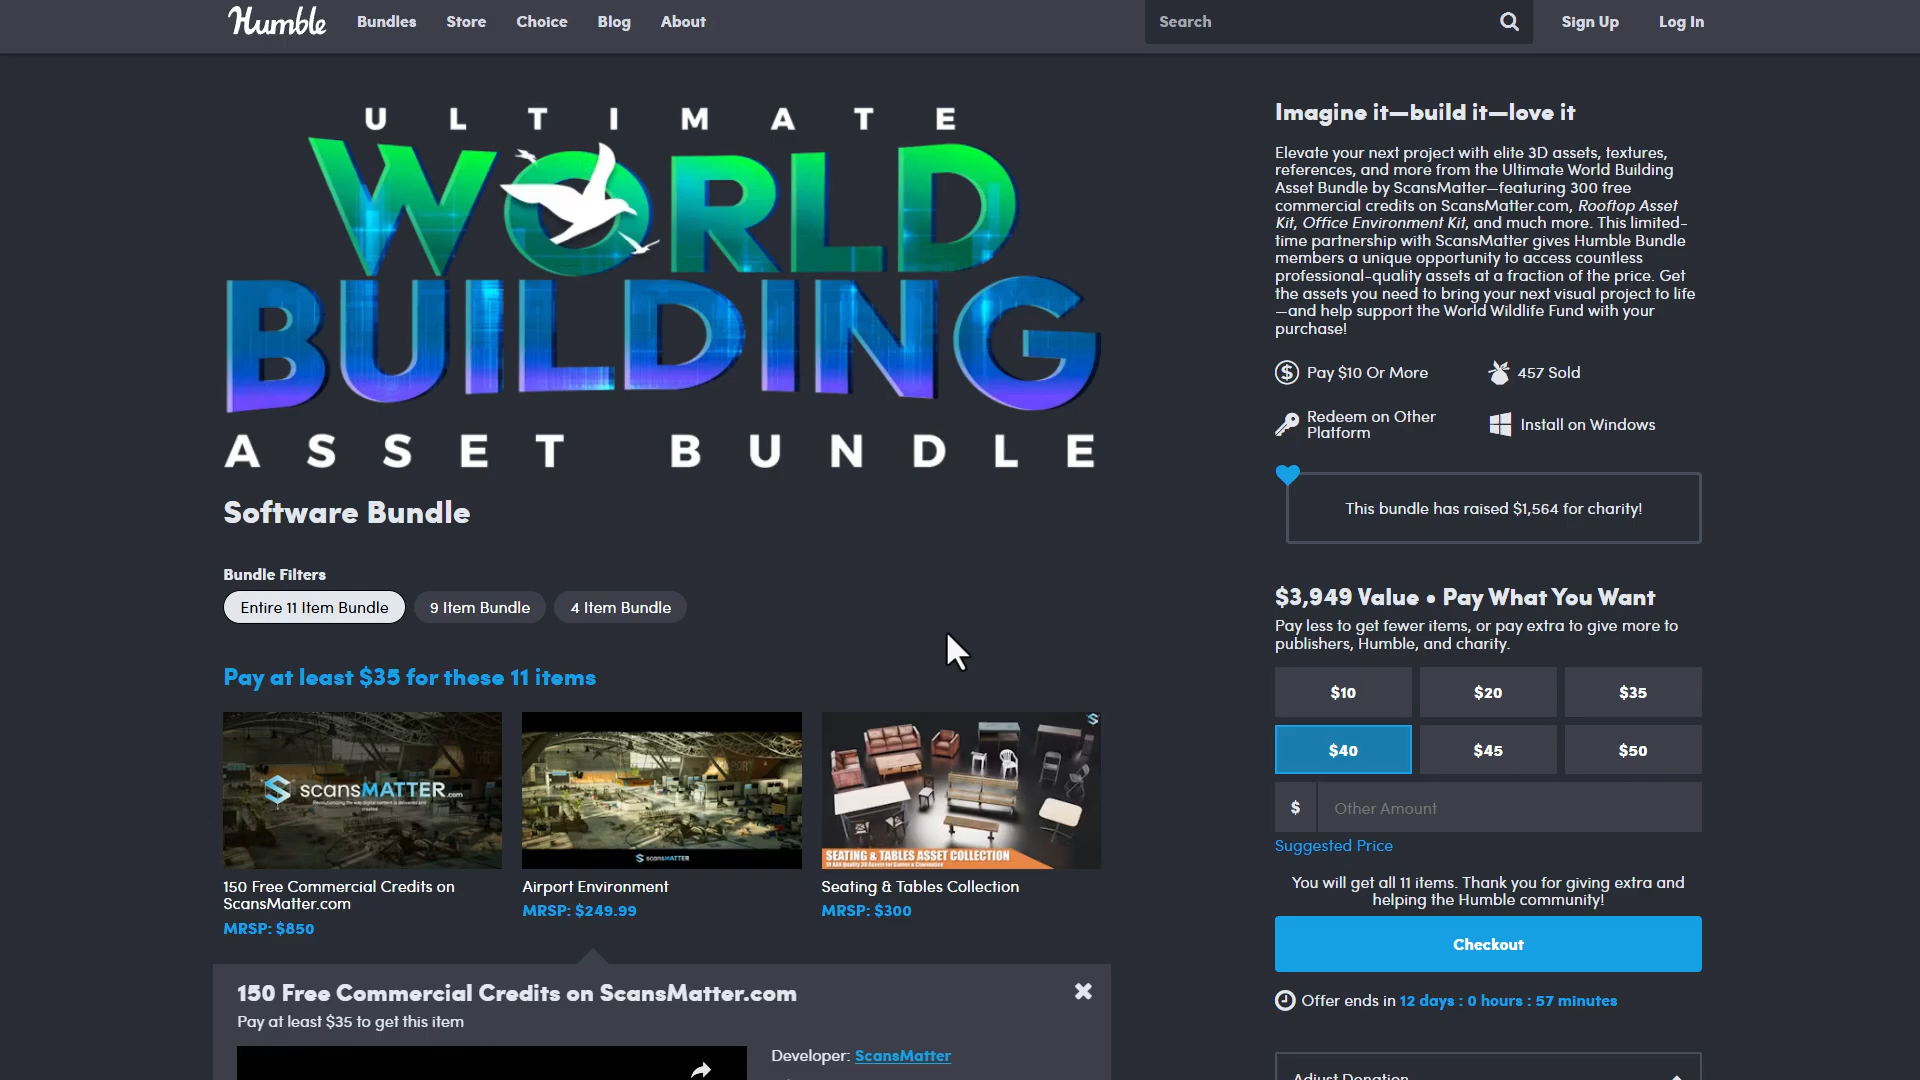 Humble
Bundles
Store
Choice
Blog
About
Search
Sign Up
Log In
ULTIMATE
WORLD
BUILDING
ASSET BUNDLE
Software Bundle
Bundle Filters
Entire 11 Item Bundle
9 Item Bundle
4 Item Bundle
Pay at least $35 for these 11 items
scansMATTER.com
150 Free Commercial Credits on
ScansMatter.com
MRSP: $850
scansMATTER
Airport Environment
MRSP: $249.99
SEATING & TABLES ASSET COLLECTION
Seating & Tables Collection
MRSP: $300
150 Free Commercial Credits on ScansMatter.com
Pay at least $35 to get this item
Developer: ScansMatter
Imagine it—build it—love it
Elevate your next project with elite 3D assets, textures,
references, and more from the Ultimate World Building
Asset Bundle by ScansMatter—featuring 300 free
commercial credits on ScansMatter.com, Rooftop Asset
Kit, Office Environment Kit, and much more. This limited-
time partnership with ScansMatter gives Humble Bundle
members a unique opportunity to access countless
professional-quality assets at a fraction of the price. Get
the assets you need to bring your next visual project to life
—and help support the World Wildlife Fund with your
purchase!
Pay $10 Or More
457 Sold
Redeem on Other
Platform
Install on Windows
This bundle has raised $1,564 for charity!
$3,949 Value • Pay What You Want
Pay less to get fewer items, or pay extra to give more to
publishers, Humble, and charity.
$10
$20
$35
$40
$45
$50
$
Other Amount
Suggested Price
You will get all 11 items. Thank you for giving extra and
helping the Humble community!
Checkout
Offer ends in 12 days : 0 hours : 57 minutes
Adjust Donation